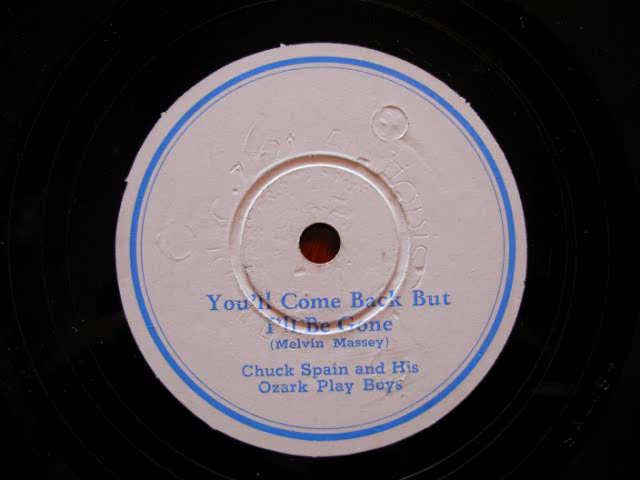 You'll Come Back But
I'll Be Gone
(Melvin Massey)
Chuck Spain and His
Ozark Play Boys